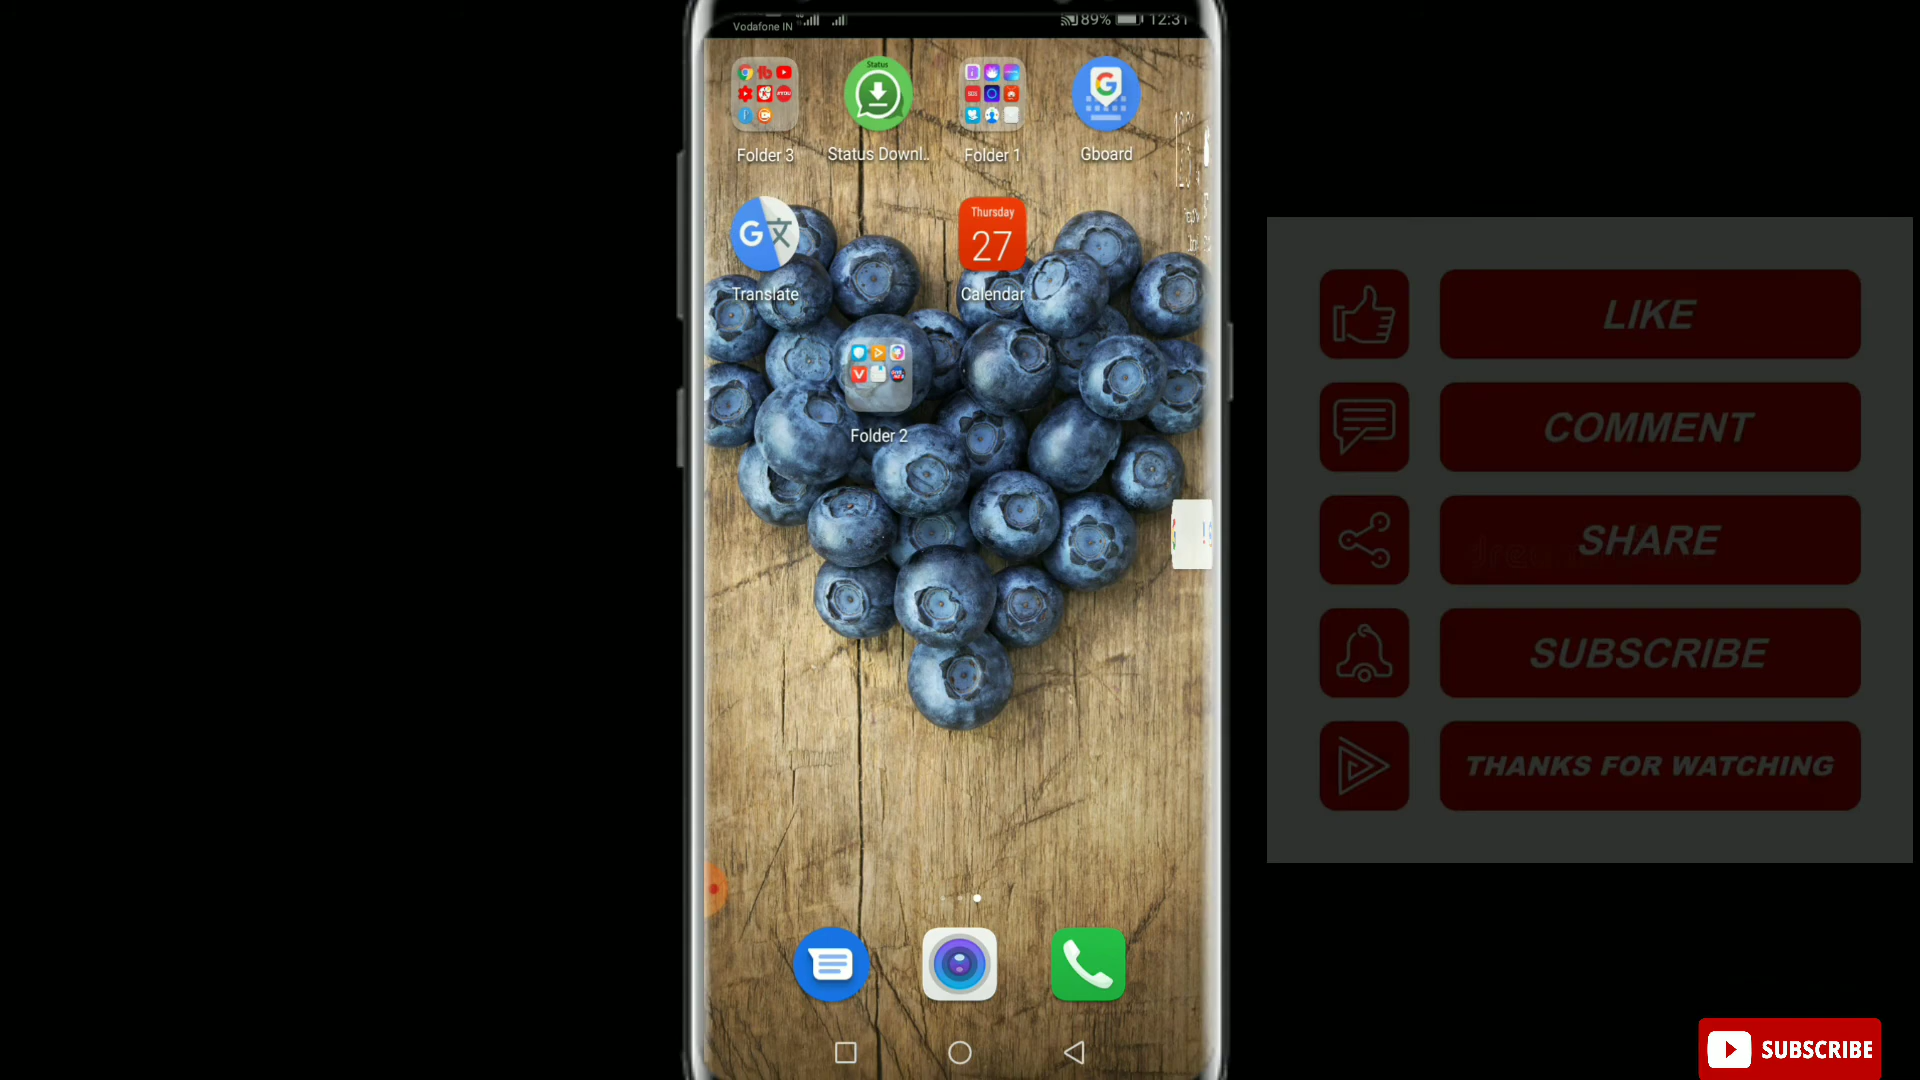 Vodafone IN
89%
12:31
Status
Folder 3
Status Downl..
Folder 1
Gboard
Thursday
27
Translate
Calendar
Folder 2
LIKE
COMMENT
SHARE
SUBSCRIBE
THANKS FOR WATCHING
SUBSCRIBE